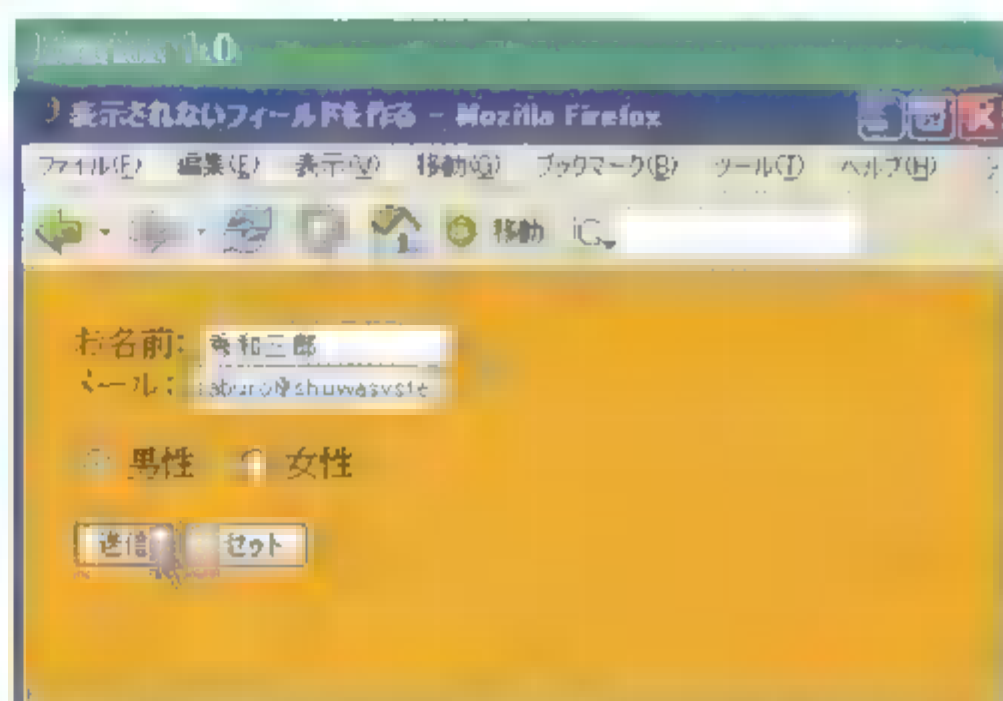 表示されないフィールドを作る - Mozilla Firefox
ファイル(F) 編集(E) 表示(V) 移動(G) ブックマーク(B) ツール(T) ヘルプ(H)
移動
お名前: 秀和三郎
メール: saburo@shuwasyste
男性 女性
送信 セット